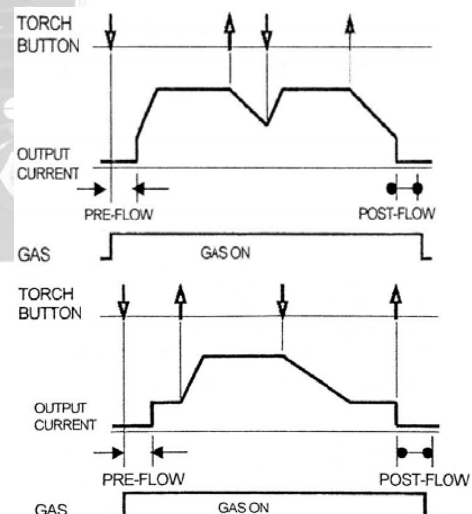 TORCH
BUTTON
OUTPUT
CURRENT
PRE-FLOW
POST-FLOW
GAS
GAS ON
TORCH
BUTTON
OUTPUT
CURRENT
PRE-FLOW
POST-FLOW
GAS
GAS ON